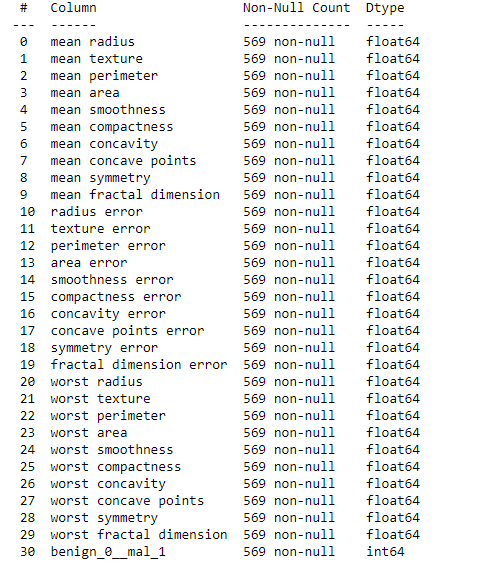 #   Column                   Non-Null Count  Dtype
---  ------                   --------------  -----
0   mean radius              569 non-null    float64
1   mean texture             569 non-null    float64
2   mean perimeter           569 non-null    float64
3   mean area                569 non-null    float64
4   mean smoothness          569 non-null    float64
5   mean compactness         569 non-null    float64
6   mean concavity           569 non-null    float64
7   mean concave points      569 non-null    float64
8   mean symmetry            569 non-null    float64
9   mean fractal dimension   569 non-null    float64
10  radius error             569 non-null    float64
11  texture error            569 non-null    float64
12  perimeter error          569 non-null    float64
13  area error               569 non-null    float64
14  smoothness error         569 non-null    float64
15  compactness error        569 non-null    float64
16  concavity error          569 non-null    float64
17  concave points error     569 non-null    float64
18  symmetry error           569 non-null    float64
19  fractal dimension error  569 non-null    float64
20  worst radius             569 non-null    float64
21  worst texture            569 non-null    float64
22  worst perimeter          569 non-null    float64
23  worst area               569 non-null    float64
24  worst smoothness         569 non-null    float64
25  worst compactness        569 non-null    float64
26  worst concavity          569 non-null    float64
27  worst concave points     569 non-null    float64
28  worst symmetry           569 non-null    float64
29  worst fractal dimension  569 non-null    float64
30  benign_0__mal_1          569 non-null    int64